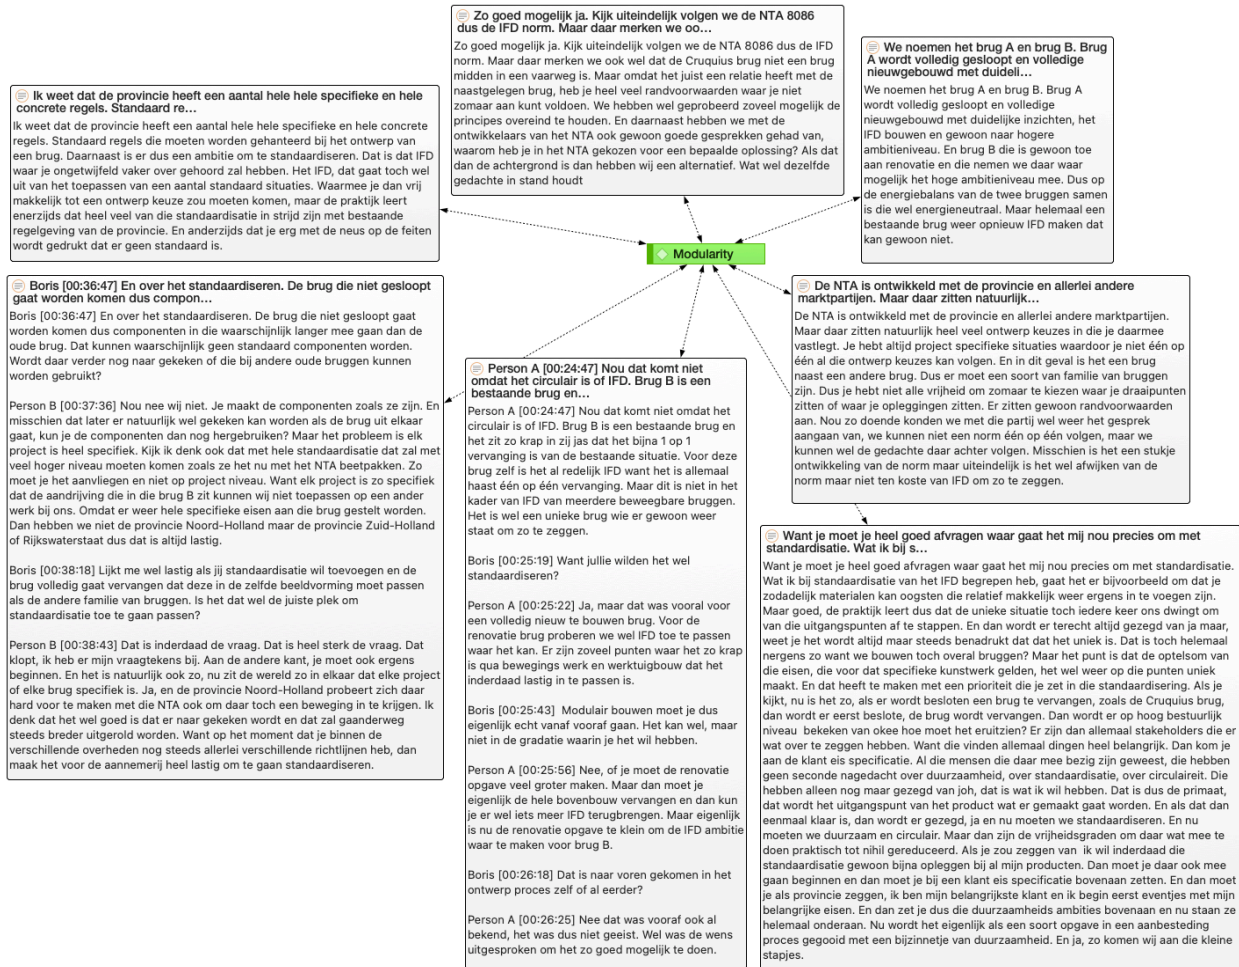 Zo goed mogelijk ja. Kijk uiteindelijk volgen we de NTA 8086
dus de IFD norm. Maar daar merken we oo...
Zo goed mogelijk ja. Kijk uiteindelijk volgen we de NTA 8086 dus de IFD
norm. Maar daar merken we ook wel dat de Cruquius brug niet een brug
midden in een vaarweg is. Maar omdat het juist een relatie heeft met de
naastgelegen brug, heb je heel veel randvoorwaarden waar je niet
zomaar aan kunt voldoen. We hebben wel geprobeerd zoveel mogelijk de
principes overeind te houden. En daarnaast hebben we met de
ontwikkelaars van het NTA ook gewoon goede gesprekken gehad van,
waarom heb je in het NTA gekozen voor een bepaalde oplossing? Als dat
dan de achtergrond is dan hebben wij een alternatief. Wat wel dezelfde
gedachte in stand houdt
We noemen het brug A en brug B. Brug
A wordt volledig gesloopt en volledige
nieuwgebouwd met duideli...
We noemen het brug A en brug B. Brug A
wordt volledig gesloopt en volledige
nieuwgebouwd met duidelijke inzichten, het
IFD bouwen en gewoon naar hogere
ambitieniveau. En brug B die is gewoon toe
aan renovatie en die nemen we daar waar
mogelijk het hoge ambitieniveau mee. Dus op
de energiebalans van de twee bruggen samen
is die wel energieneutraal. Maar helemaal een
bestaande brug weer opnieuw IFD maken dat
kan gewoon niet.
Ik weet dat de provincie heeft een aantal hele hele specifieke en hele
concrete regels. Standaard re...
Ik weet dat de provincie heeft een aantal hele hele specifieke en hele concrete
regels. Standaard regels die moeten worden gehanteerd bij het ontwerp van
een brug. Daarnaast is er dus een ambitie om te standaardiseren. Dat is dat IFD
waar je ongetwijfeld vaker over gehoord zal hebben. Het IFD, dat gaat toch wel
uit van het toepassen van een aantal standaard situaties. Waarmee je dan vrij
makkelijk tot een ontwerp keuze zou moeten komen, maar de praktijk leert
enerzijds dat heel veel van die standaardisatie in strijd zijn met bestaande
regelgeving van de provincie. En anderzijds dat je erg met de neus op de feiten
wordt gedrukt dat er geen standaard is.
Modularity
Boris [00:36:47] En over het standaardiseren. De brug die niet gesloopt
gaat worden komen dus compon...
Boris [00:36:47] En over het standaardiseren. De brug die niet gesloopt gaat
worden komen dus componenten in die waarschijnlijk langer mee gaan dan de
oude brug. Dat kunnen waarschijnlijk geen standaard componenten worden.
Wordt daar verder nog naar gekeken of die bij andere oude bruggen kunnen
worden gebruikt?
Person B [00:37:36] Nou nee wij niet. Je maakt de componenten zoals ze zijn. En
misschien dat later er natuurlijk wel gekeken kan worden als de brug uit elkaar
gaat, kun je de componenten dan nog hergebruiken? Maar het probleem is elk
project is heel specifiek. Kijk ik denk ook dat met hele standaardisatie dat zal met
veel hoger niveau moeten komen zoals ze het nu met het NTA beetpakken. Zo
moet je het aanvliegen en niet op project niveau. Want elk project is zo specifiek
dat de aandrijving die in die brug B zit kunnen wij niet toepassen op een ander
werk bij ons. Omdat er weer hele specifieke eisen aan die brug gestelt worden.
Dan hebben we niet de provincie Noord-Holland maar de provincie Zuid-Holland
of Rijkswaterstaat dus dat is altijd lastig.
Boris [00:38:18] Lijkt me wel lastig als jij standaardisatie wil toevoegen en de
brug volledig gaat vervangen dat deze in de zelfde beeldvorming moet passen
als de andere familie van bruggen. Is het dat wel de juiste plek om
standaardisatie toe te gaan passen?
Person B [00:38:43] Dat is inderdaad de vraag. Dat is heel sterk de vraag. Dat
klopt, ik heb er mijn vraagtekens bij. Aan de andere kant, je moet ook ergens
beginnen. En het is natuurlijk ook zo, nu zit de wereld zo in elkaar dat elke project
of elke brug specifiek is. Ja, en de provincie Noord-Holland probeert zich daar
hard voor te maken met die NTA ook om daar toch een beweging in te krijgen. Ik
denk dat het wel goed is dat er naar gekeken wordt en dat zal gaanderweg
steeds breder uitgerold worden. Want op het moment dat je binnen de
verschillende overheden nog steeds allerlei verschillende richtlijnen heb, dan
maak het voor de aannemerij heel lastig om te gaan standaardiseren.
Person A [00:24:47] Nou dat komt niet
omdat het circulair is of IFD. Brug B is een
bestaande brug en...
Person A [00:24:47] Nou dat komt niet omdat het
circulair is of IFD. Brug B is een bestaande brug en
het zit zo krap in zij jas dat het bijna 1 op 1
vervanging is van de bestaande situatie. Voor deze
brug zelf is het al redelijk IFD want het is allemaal
haast één op één vervanging. Maar dit is niet in het
kader van IFD van meerdere beweegbare bruggen.
Het is wel een unieke brug wie er gewoon weer
staat om zo te zeggen.
Boris [00:25:19] Want jullie wilden het wel
standaardiseren?
Person A [00:25:22] Ja, maar dat was vooral voor
een volledig nieuw te bouwen brug. Voor de
renovatie brug proberen we wel IFD toe te passen
waar het kan. Er zijn zoveel punten waar het zo krap
is qua bewegings werk en werktuigbouw dat het
inderdaad lastig in te passen is.
Boris [00:25:43] Modulair bouwen moet je dus
eigenlijk echt vanaf vooraf gaan. Het kan wel, maar
niet in de gradatie waarin je het wil hebben.
Person A [00:25:56] Nee, of je moet de renovatie
opgave veel groter maken. Maar dan moet je
eigenlijk de hele bovenbouw vervangen en dan kun
je er wel iets meer IFD terugbrengen. Maar eigenlijk
is nu de renovatie opgave te klein om de IFD ambitie
waar te maken voor brug B.
Boris [00:26:18] Dat is naar voren gekomen in het
ontwerp proces zelf of al eerder?
Person A [00:26:25] Nee dat was vooraf ook al
bekend, het was dus niet geeist. Wel was de wens
uitgesproken om het zo goed mogelijk te doen.
De NTA is ontwikkeld met de provincie en allerlei andere
marktpartijen. Maar daar zitten natuurlijk...
De NTA is ontwikkeld met de provincie en allerlei andere marktpartijen.
Maar daar zitten natuurlijk heel veel ontwerp keuzes in die je daarmee
vastlegt. Je hebt altijd project specifieke situaties waardoor je niet één op
één al die ontwerp keuzes kan volgen. En in dit geval is het een brug
naast een andere brug. Dus er moet een soort van familie van bruggen
zijn. Dus je hebt niet alle vrijheid om zomaar te kiezen waar je draaipunten
zitten of waar je opleggingen zitten. Er zitten gewoon randvoorwaarden
aan. Nou zo doende konden we met die partij wel weer het gesprek
aangaan van, we kunnen niet een norm één op één volgen, maar we
kunnen wel de gedachte daar achter volgen. Misschien is het een stukje
ontwikkeling van de norm maar uiteindelijk is het wel afwijken van de
norm maar niet ten koste van IFD om zo te zeggen.
Want je moet je heel goed afvragen waar gaat het mij nou precies om met
standardisatie. Wat ik bij s...
Want je moet je heel goed afvragen waar gaat het mij nou precies om met standardisatie.
Wat ik bij standaardisatie van het IFD begrepen heb, gaat het er bijvoorbeeld om dat je
zodadelijk materialen kan oogsten die relatief makkelijk weer ergens in te voegen zijn.
Maar goed, de praktijk leert dus dat de unieke situatie toch iedere keer ons dwingt om
van die uitgangspunten af te stappen. En dan wordt er terecht altijd gezegd van ja maar,
weet je het wordt altijd maar steeds benadrukt dat dat het uniek is. Dat is toch helemaal
nergens zo want we bouwen toch overal bruggen? Maar het punt is dat de optelsom van
die eisen, die voor dat specifieke kunstwerk gelden, het wel weer op die punten uniek
maakt. En dat heeft te maken met een prioriteit die je zet in die standaardisering. Als je
kijkt, nu is het zo, als er wordt besloten een brug te vervangen, zoals de Cruquius brug,
dan wordt er eerst beslote, de brug wordt vervangen. Dan wordt er op hoog bestuurlijk
niveau  bekeken van okee hoe moet het eruitzien? Er zijn dan allemaal stakeholders die er
wat over te zeggen hebben. Want die vinden allemaal dingen heel belangrijk. Dan kom je
aan de klant eis specificatie. Al die mensen die daar mee bezig zijn geweest, die hebben
geen seconde nagedacht over duurzaamheid, over standaardisatie, over circulaireit. Die
hebben alleen nog maar gezegd van joh, dat is wat ik wil hebben. Dat is dus de primaat,
dat wordt het uitgangspunt van het product wat er gemaakt gaat worden. En als dat dan
eenmaal klaar is, dan wordt er gezegd, ja en nu moeten we standaardiseren. En nu
moeten we duurzaam en circulair. Maar dan zijn de vrijheidsgraden om daar wat mee te
doen praktisch tot nihil gereduceerd. Als je zou zeggen van  ik wil inderdaad die
standaardisatie gewoon bijna opleggen bij al mijn producten. Dan moet je daar ook mee
gaan beginnen en dan moet je bij een klant eis specificatie bovenaan zetten. En dan moet
je als provincie zeggen, ik ben mijn belangrijkste klant en ik begin eerst eventjes met mijn
belangrijke eisen. En dan zet je dus die duurzaamheids ambities bovenaan en nu staan ze
helemaal onderaan. Nu wordt het eigenlijk als een soort opgave in een aanbesteding
proces gegooid met een bijzinnetje van duurzaamheid. En ja, zo komen wij aan die kleine
stapjes.